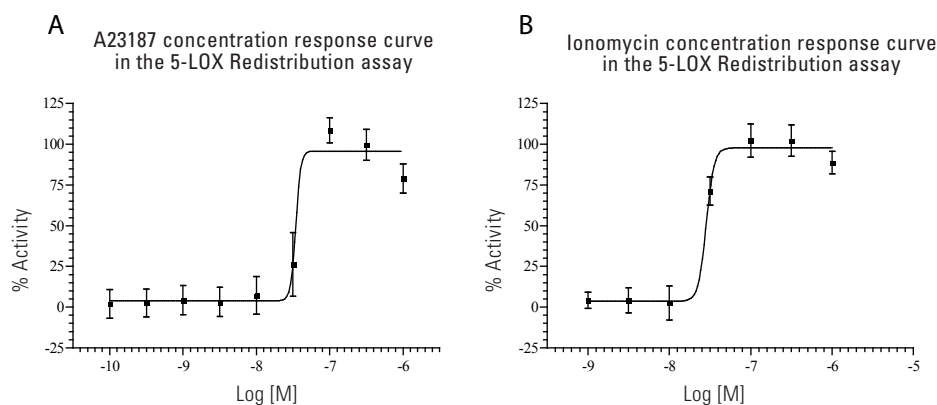 A
A23187 concentration response curve
in the 5-LOX Redistribution assay
125
100
75
50
25
0
-25
% Activity
-10
-9
-8
-7
-6
Log [M]
B
Ionomycin concentration response curve
in the 5-LOX Redistribution assay
125
100
75
50
25
0
-25
% Activity
-9
-8
-7
-6
-5
Log [M]